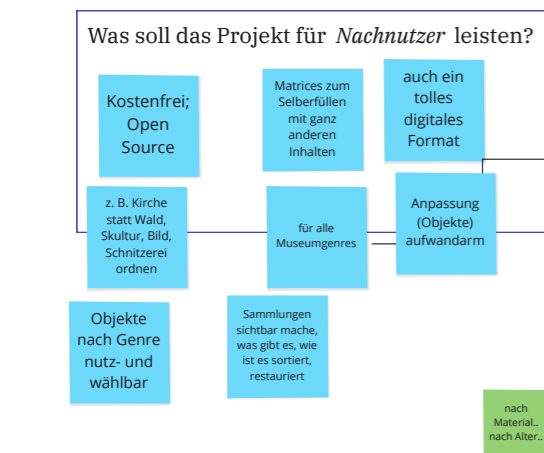 Was soll das Projekt für Nachnutzer leisten?
Kostenfrei;
Open
Source
Matrices zum
Selberfüllen
mit ganz
anderen
Inhalten
auch ein
tolles
digitales
Format
z. B. Kirche
statt Wald,
Skultur, Bild,
Schnitzerei
ordnen
für alle
Museumgenres
Anpassung
(Objekte)
aufwandarm
Objekte
nach Genre
nutz- und
wählbar
Sammlungen
sichtbar mache,
was gibt es, wie
ist es sortiert,
restauriert
nach
Material..
nach Alter..